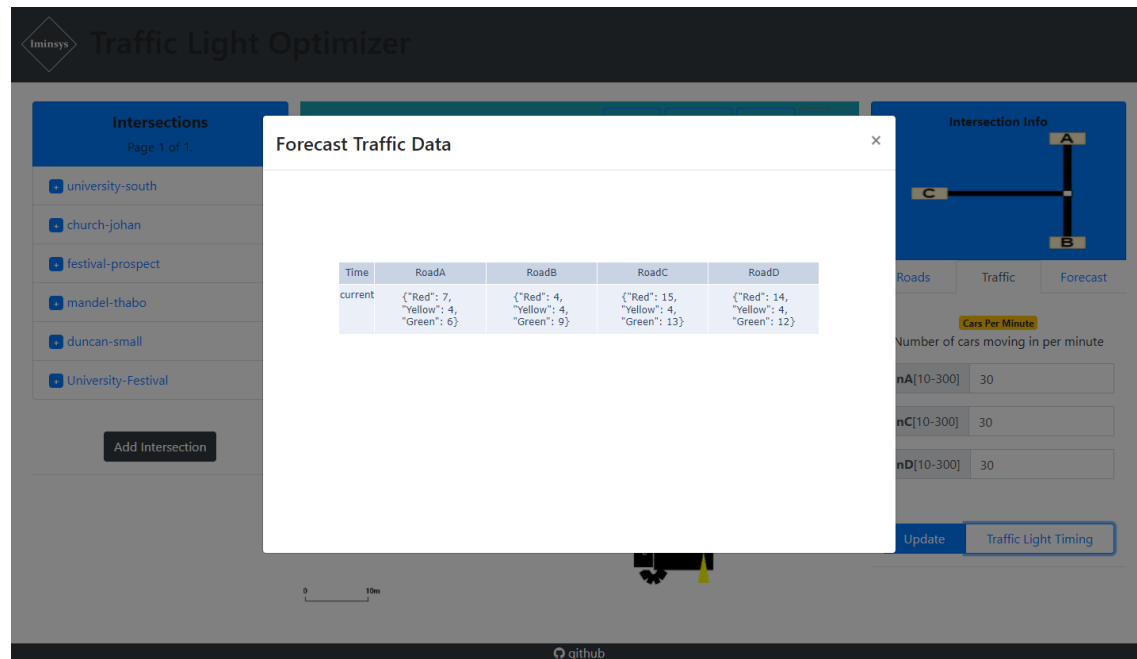 Iminsys
Traffic Light Optimizer
Intersections
Page 1 of 1.
university-south
church-johan
festival-prospect
mandel-thabo
duncan-small
University-Festival
Add Intersection
Forecast Traffic Data
×
Time RoadA RoadB RoadC RoadD
current {"Red": 7, {"Red": 4, {"Red": 15, {"Red": 14,
"Yellow": 4, "Yellow": 4, "Yellow": 4, "Yellow": 4,
"Green": 6} "Green": 9} "Green": 13} "Green": 12}
0 10m
Intersection Info
A
C
B
Roads Traffic Forecast
Cars Per Minute
Number of cars moving in per minute
nA[10-300] 30
nC[10-300] 30
nD[10-300] 30
Update Traffic Light Timing
github